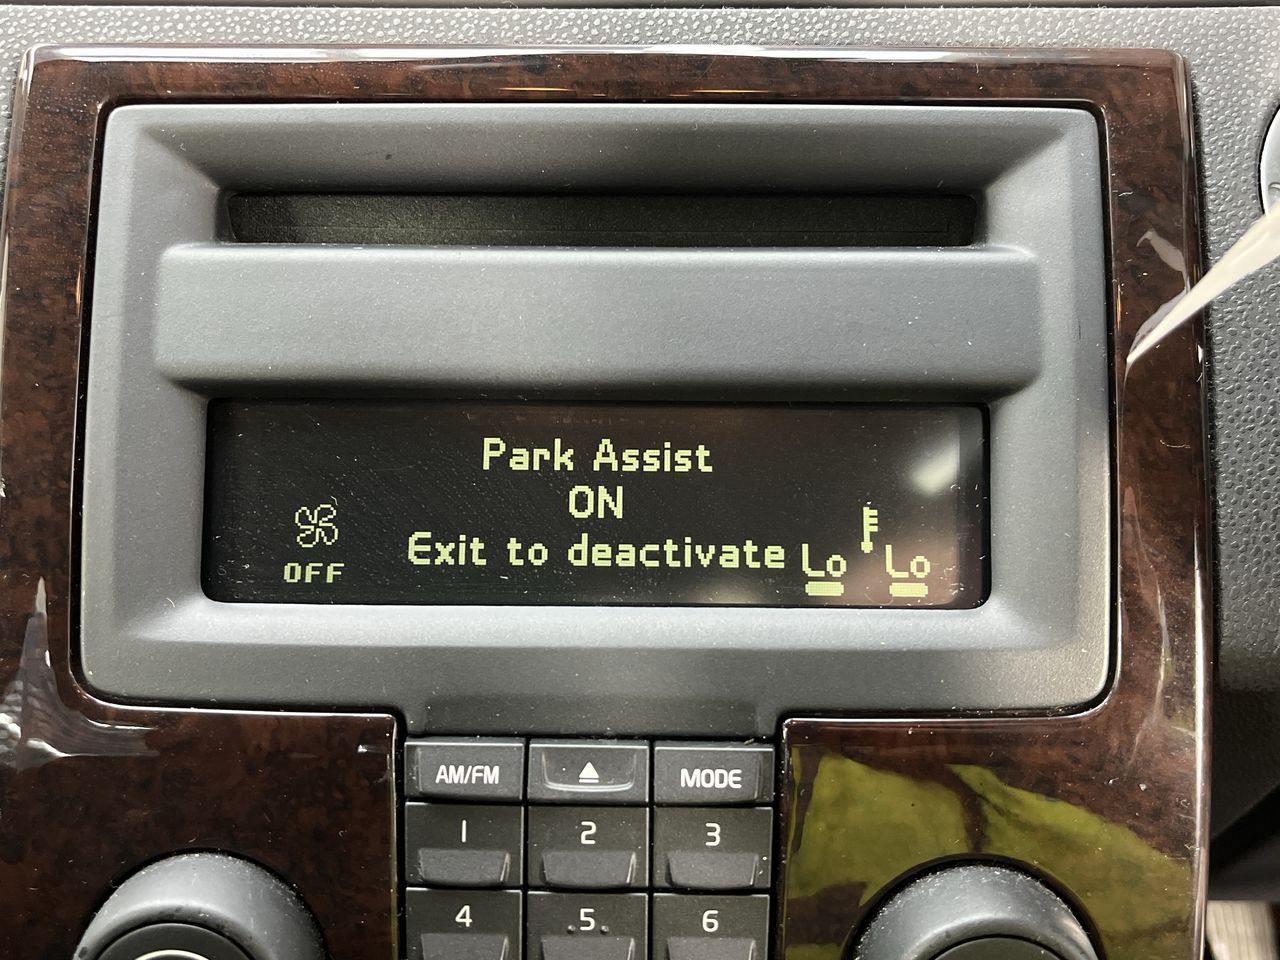 Park Assist
ON
Exit to deactivate
OFF
Lo Lo
AM/FM MODE
1 2 3
4 5 6